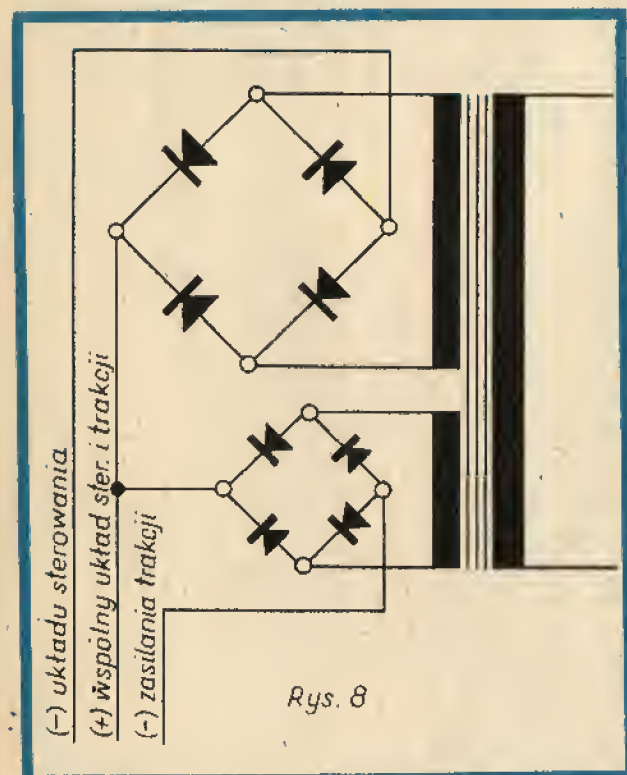 (-) układu sterowania
(+) wspólny układ ster. i trakcji
(-) zasilania trakcji
Rys. 8